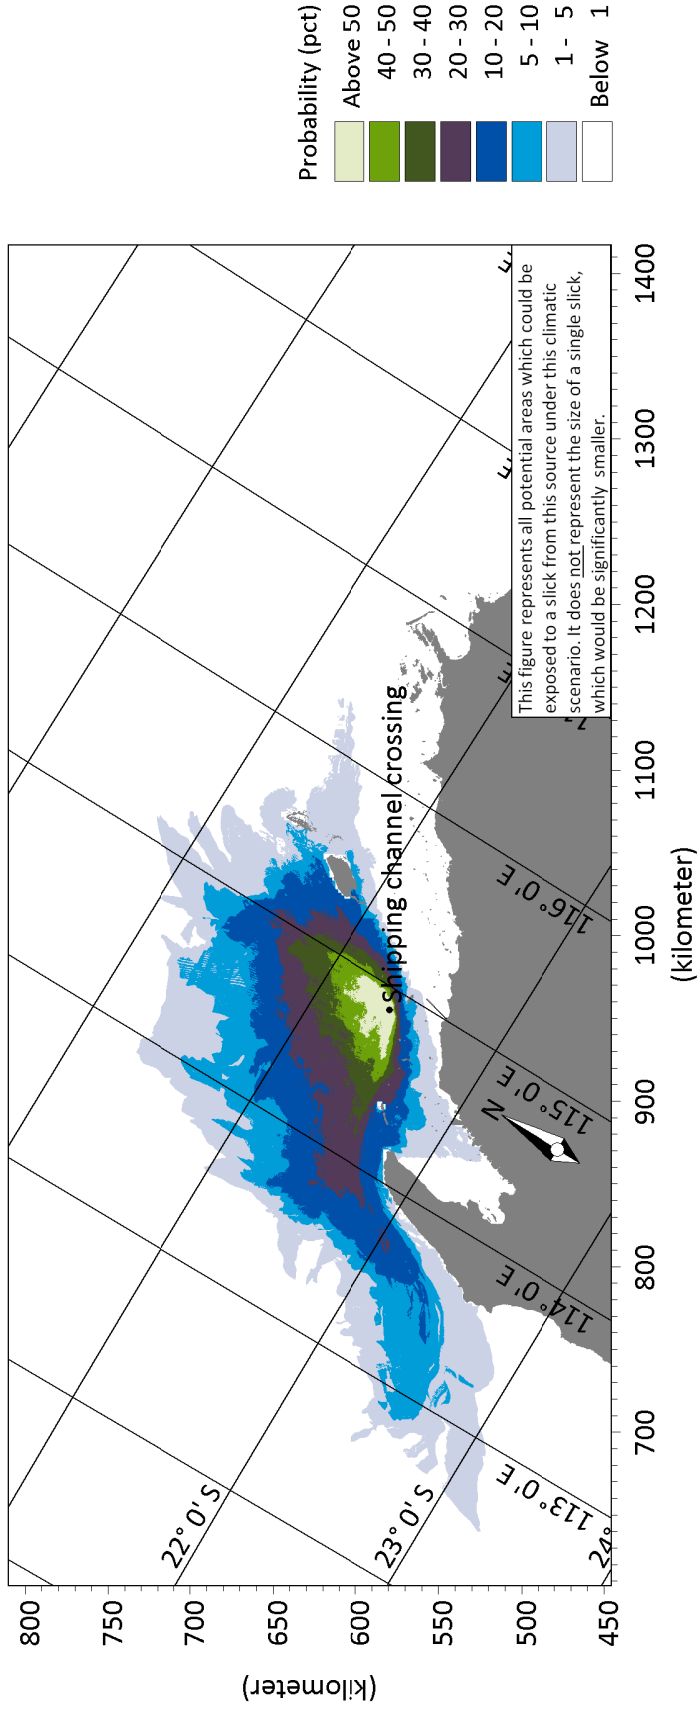 Probability (pct)
Above 50
40 - 50
30 - 40
20 - 30
10 - 20
5 - 10
1 - 5
Below 1
(kilometer)
800
750
700
650
600
550
500
450
22° 0' S
23° 0' S
24°
113° 0' E
114° 0' E
115° 0' E
116° 0' E
11
E
E
E
N
Shipping channel crossing
This figure represents all potential areas which could be
exposed to a slick from this source under this climatic
scenario. It does not represent the size of a single slick,
which would be significantly smaller.
700
800
900
1000
1100
1200
1300
1400
(kilometer)